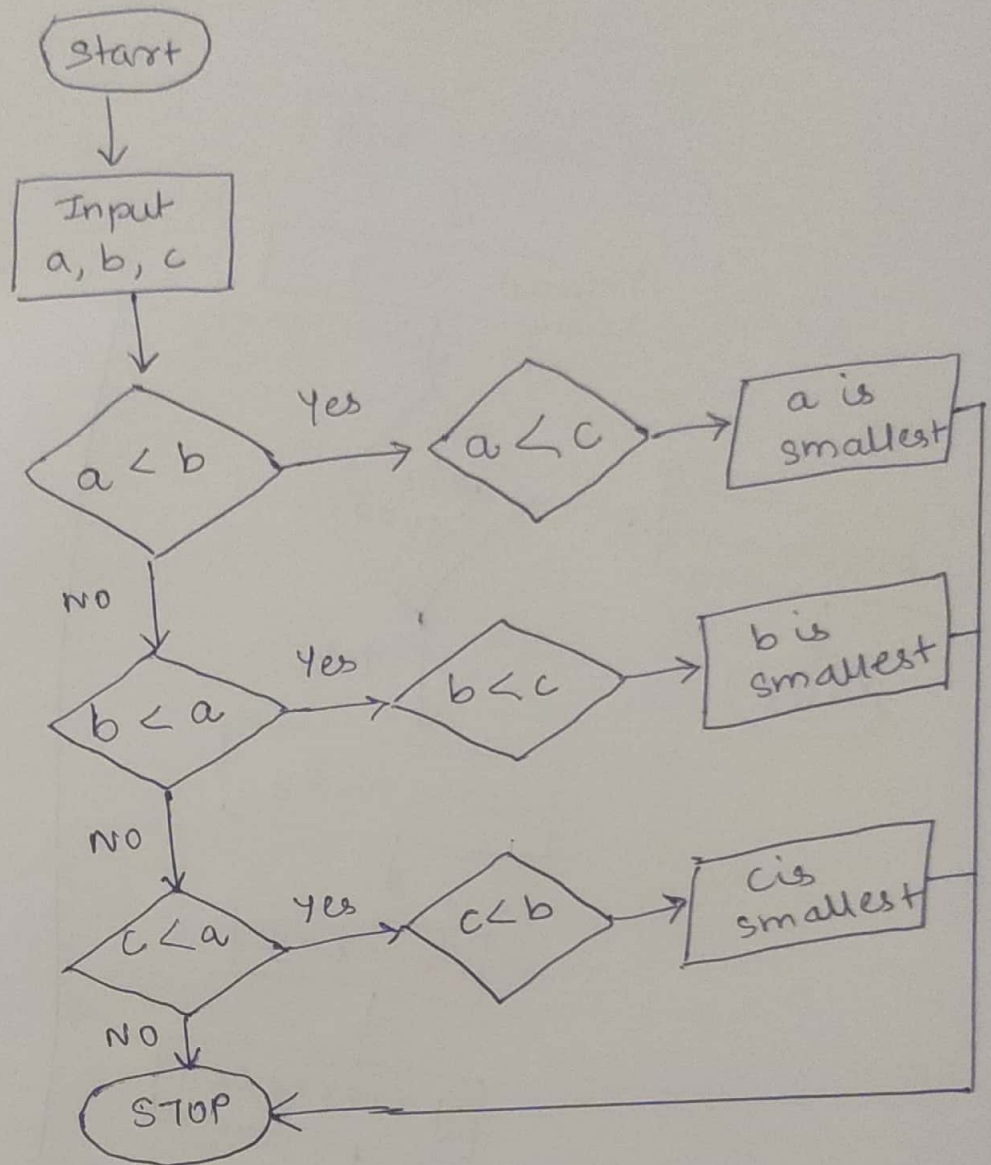 Start
Input
a, b, c
a < b
Yes
a < c
a is
smallest
NO
b < a
Yes
b < c
b is
smallest
NO
c < a
Yes
c < b
c is
smallest
NO
STOP